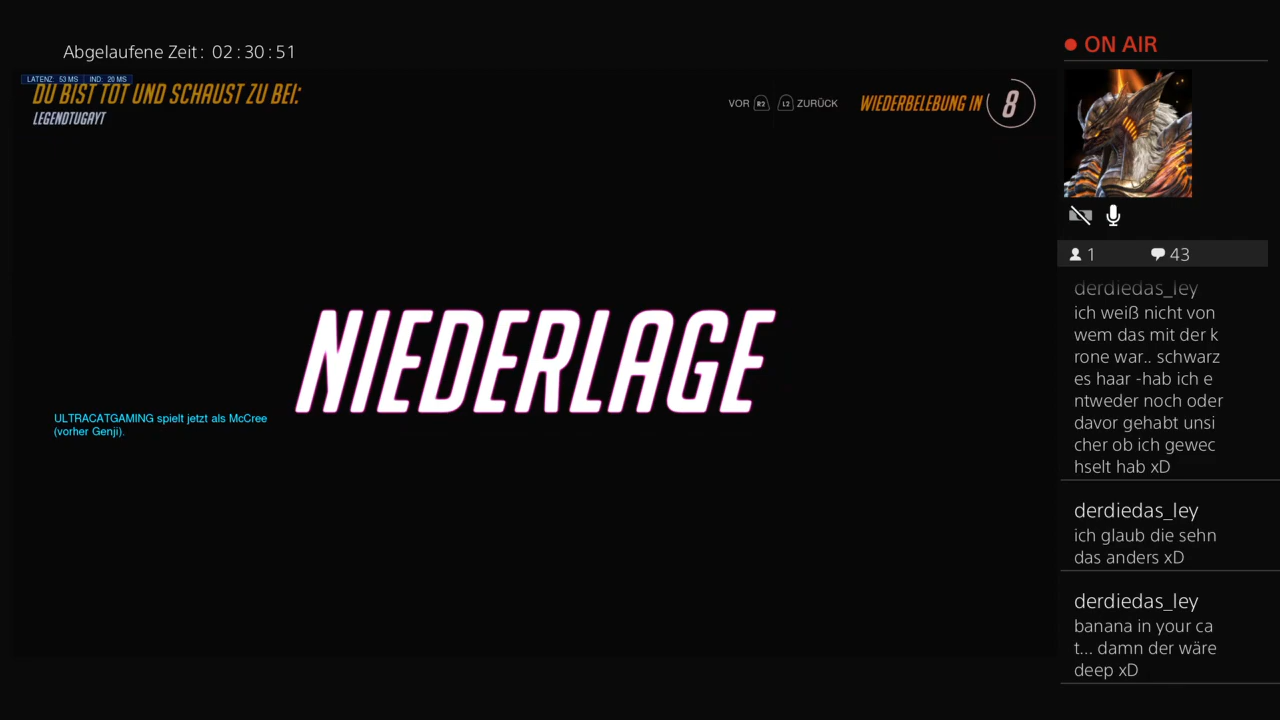 Abgelaufene Zeit: 02:30:51
LATENZ: 53 MS IND: 20 MS
DU BIST TOT UND SCHAUST ZU BEI:
LEGENDTUGAYT
VOR R2 L2 ZURÜCK
WIEDERBELEBUNG IN 8
NIEDERLAGE
ULTRACATGAMING spielt jetzt als McCree
(vorher Genji).
ON AIR
1 43
derdiedas_ley
ich weiß nicht von
wem das mit der k
rone war.. schwarz
es haar -hab ich e
ntweder noch oder
davor gehabt unsi
cher ob ich gewec
hselt hab xD
derdiedas_ley
ich glaub die sehn
das anders xD
derdiedas_ley
banana in your ca
t... damn der wäre
deep xD